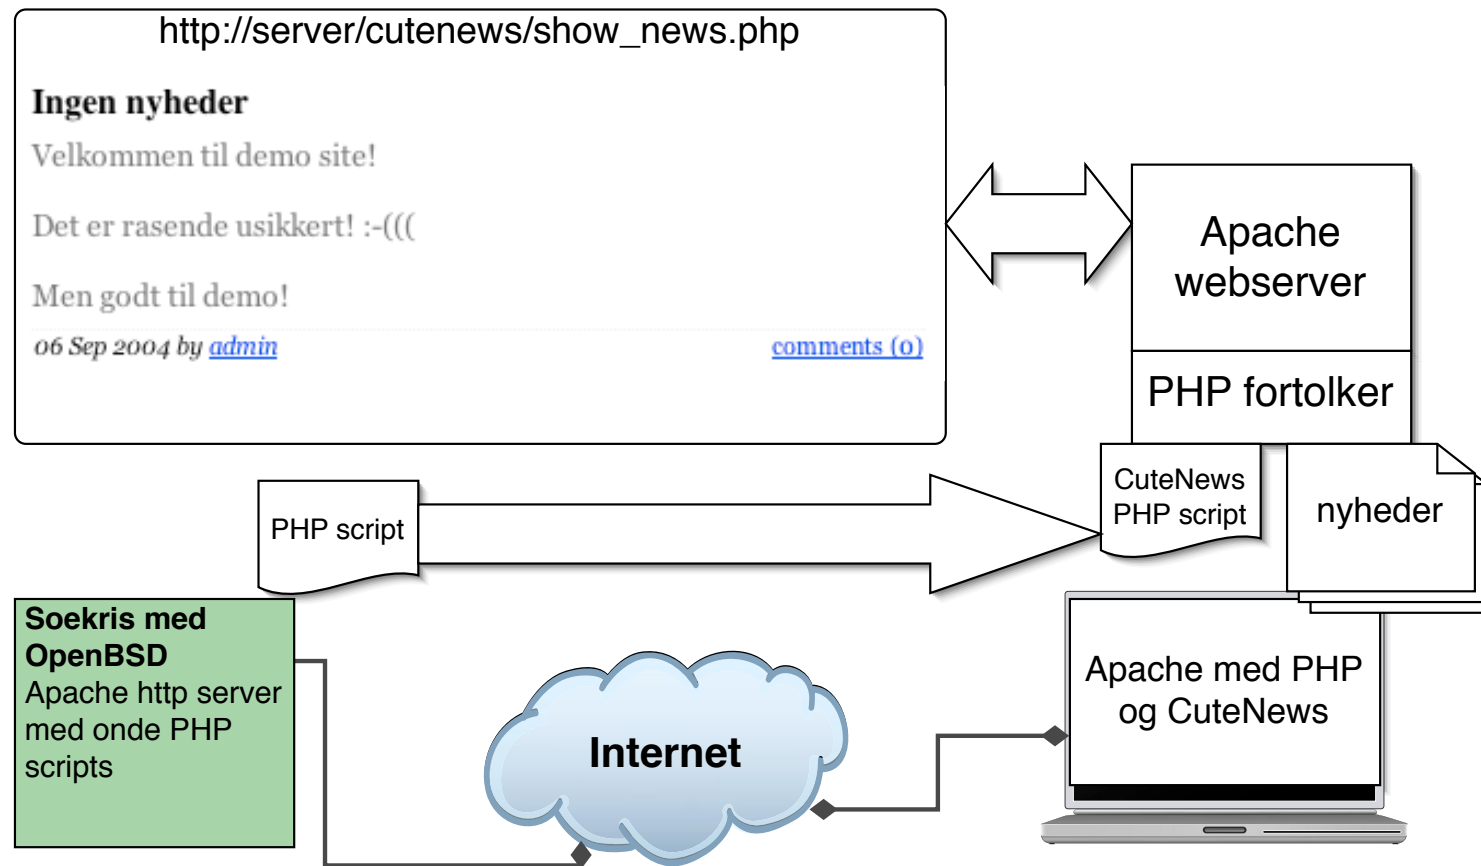 http://server/cutenews/show_news.php
Ingen nyheder
Velkommen til demo site!
Det er rasende usikkert! :-(((
Men godt til demo!
06 Sep 2004 by admin
comments (0)
Apache
webserver
PHP fortolker
CuteNews
PHP script
nyheder
PHP script
Soekris med
OpenBSD
Apache http server
med onde PHP
scripts
Internet
Apache med PHP
og CuteNews